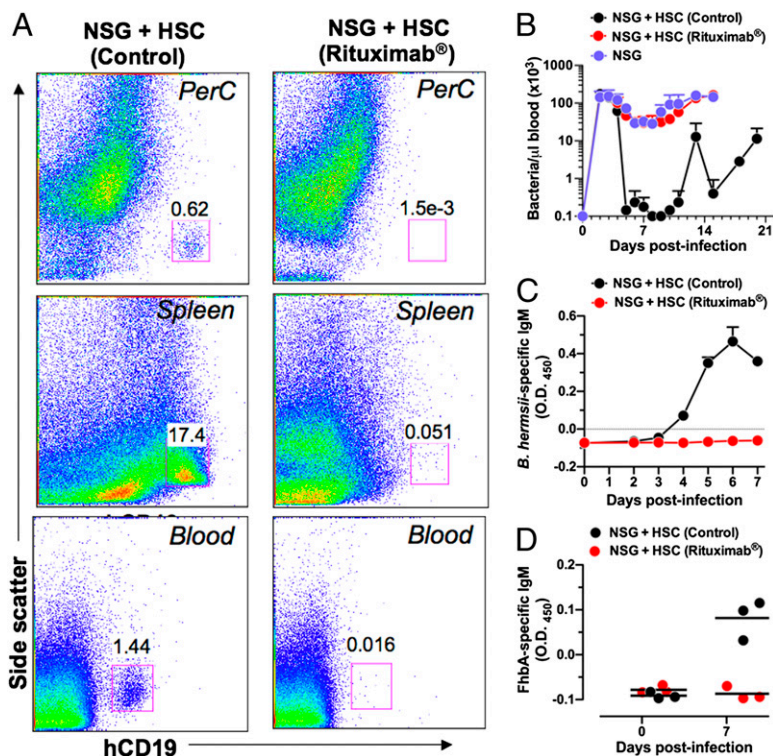 A
NSG + HSC
(Control)
NSG + HSC
(Rituximab®)
PerC
0.62
PerC
1.5e-3
Spleen
17.4
Spleen
0.051
Blood
1.44
Blood
0.016
Side scatter
hCD19
B
NSG + HSC (Control)
NSG + HSC (Rituximab®)
NSG
Bacteria/µl blood (x10³)
1000
100
10
1
0.1
0 7 14 21
Days post-infection
C
NSG + HSC (Control)
NSG + HSC (Rituximab®)
B. hermsii-specific IgM
(O.D. 450)
0.6
0.4
0.2
0.0
-0.2
0 1 2 3 4 5 6 7
Days post-infection
D
NSG + HSC (Control)
NSG + HSC (Rituximab®)
FhbA-specific IgM
(O.D. 450)
0.2
0.1
0.0
-0.1
0 7
Days post-infection